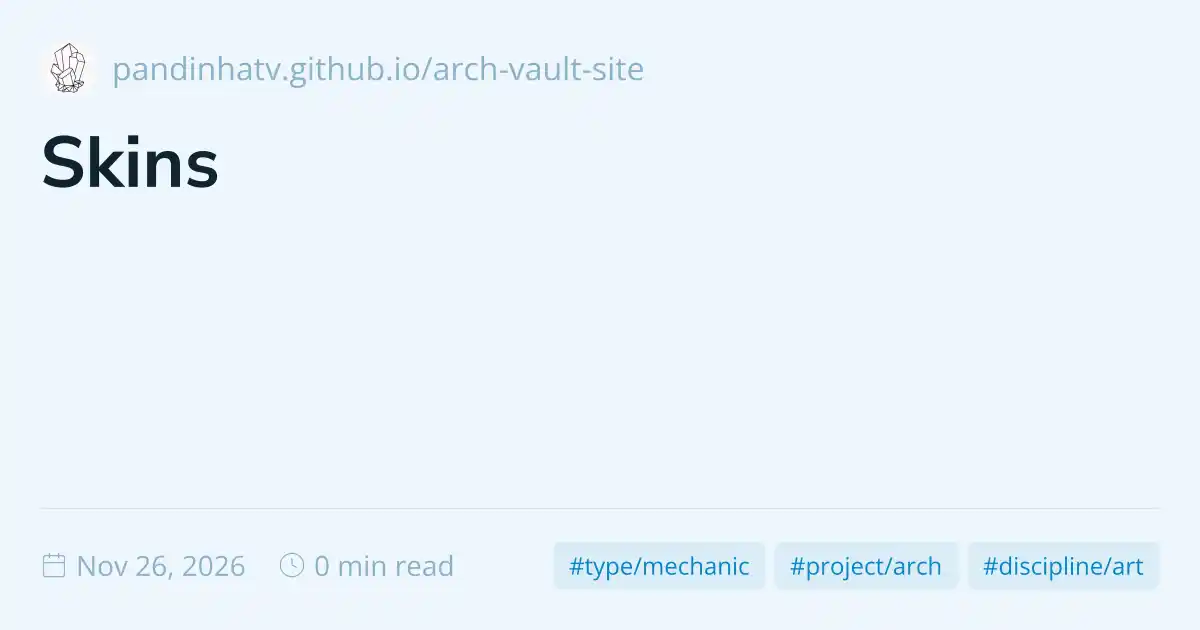 pandinhatv.github.io/arch-vault-site
Skins
Nov 26, 2026 0 min read #type/mechanic #project/arch #discipline/art